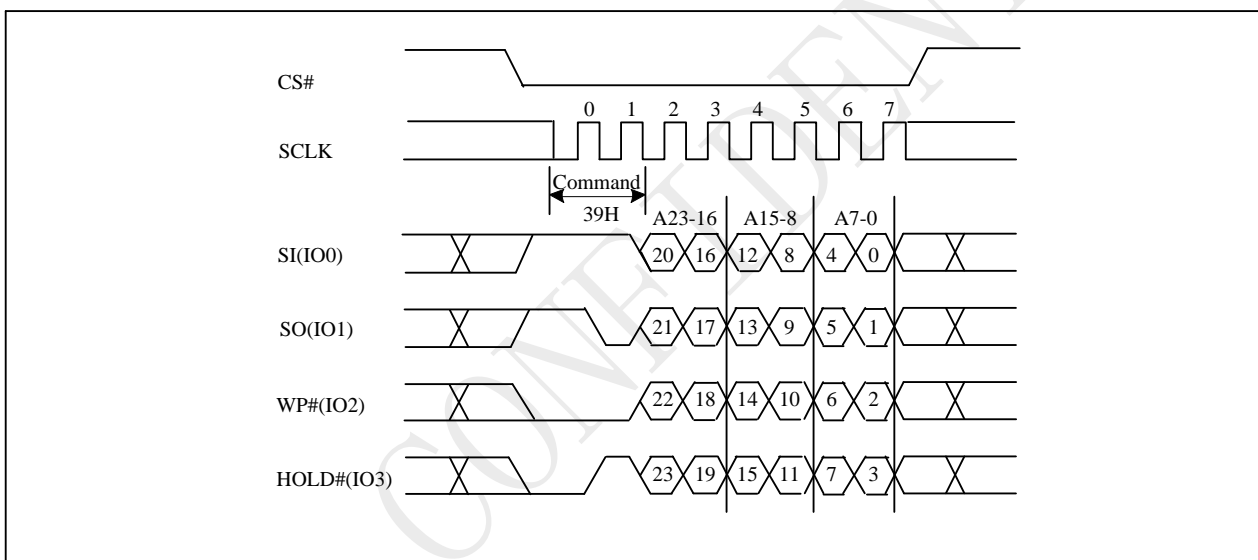 CS#
0 1 2 3 4 5 6 7
SCLK
Command
39H
A23-16 A15-8 A7-0
SI(IO0) 20 16 12 8 4 0
SO(IO1) 21 17 13 9 5 1
WP#(IO2) 22 18 14 10 6 2
HOLD#(IO3) 23 19 15 11 7 3
CONFIDEN